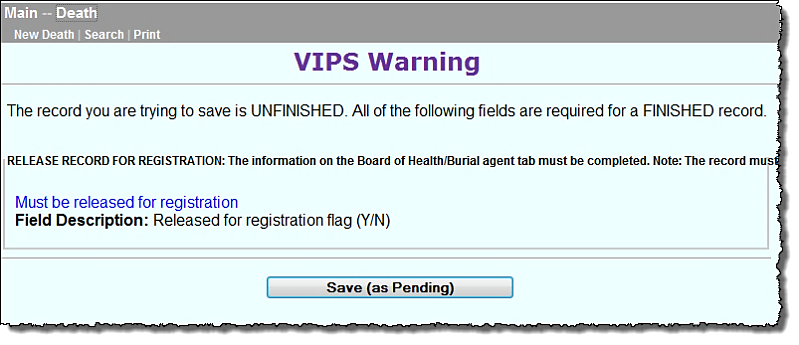 Main -- Death
New Death | Search | Print
VIPS Warning
The record you are trying to save is UNFINISHED. All of the following fields are required for a FINISHED record.
RELEASE RECORD FOR REGISTRATION: The information on the Board of Health/Burial agent tab must be completed. Note: The record must
Must be released for registration
Field Description: Released for registration flag (Y/N)
Save (as Pending)